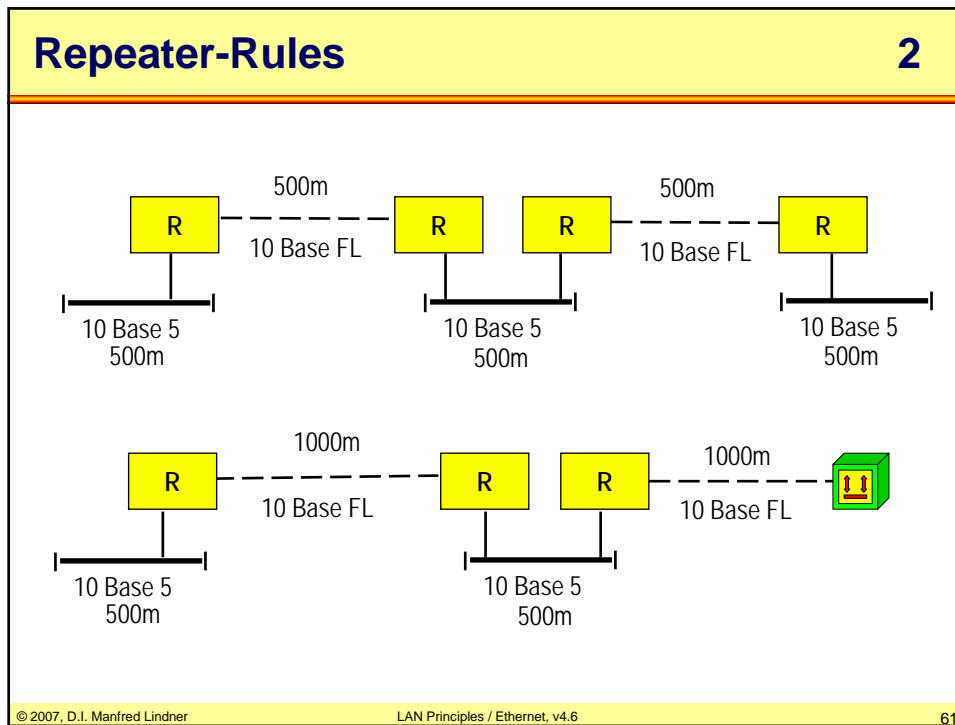 Repeater-Rules 2
500m 500m
R R R R
10 Base FL 10 Base FL
10 Base 5 10 Base 5 10 Base 5
500m 500m 500m
1000m 1000m
R R R
10 Base FL 10 Base FL
10 Base 5 10 Base 5
500m 500m
© 2007, D.I. Manfred Lindner LAN Principles / Ethernet, v4.6 61